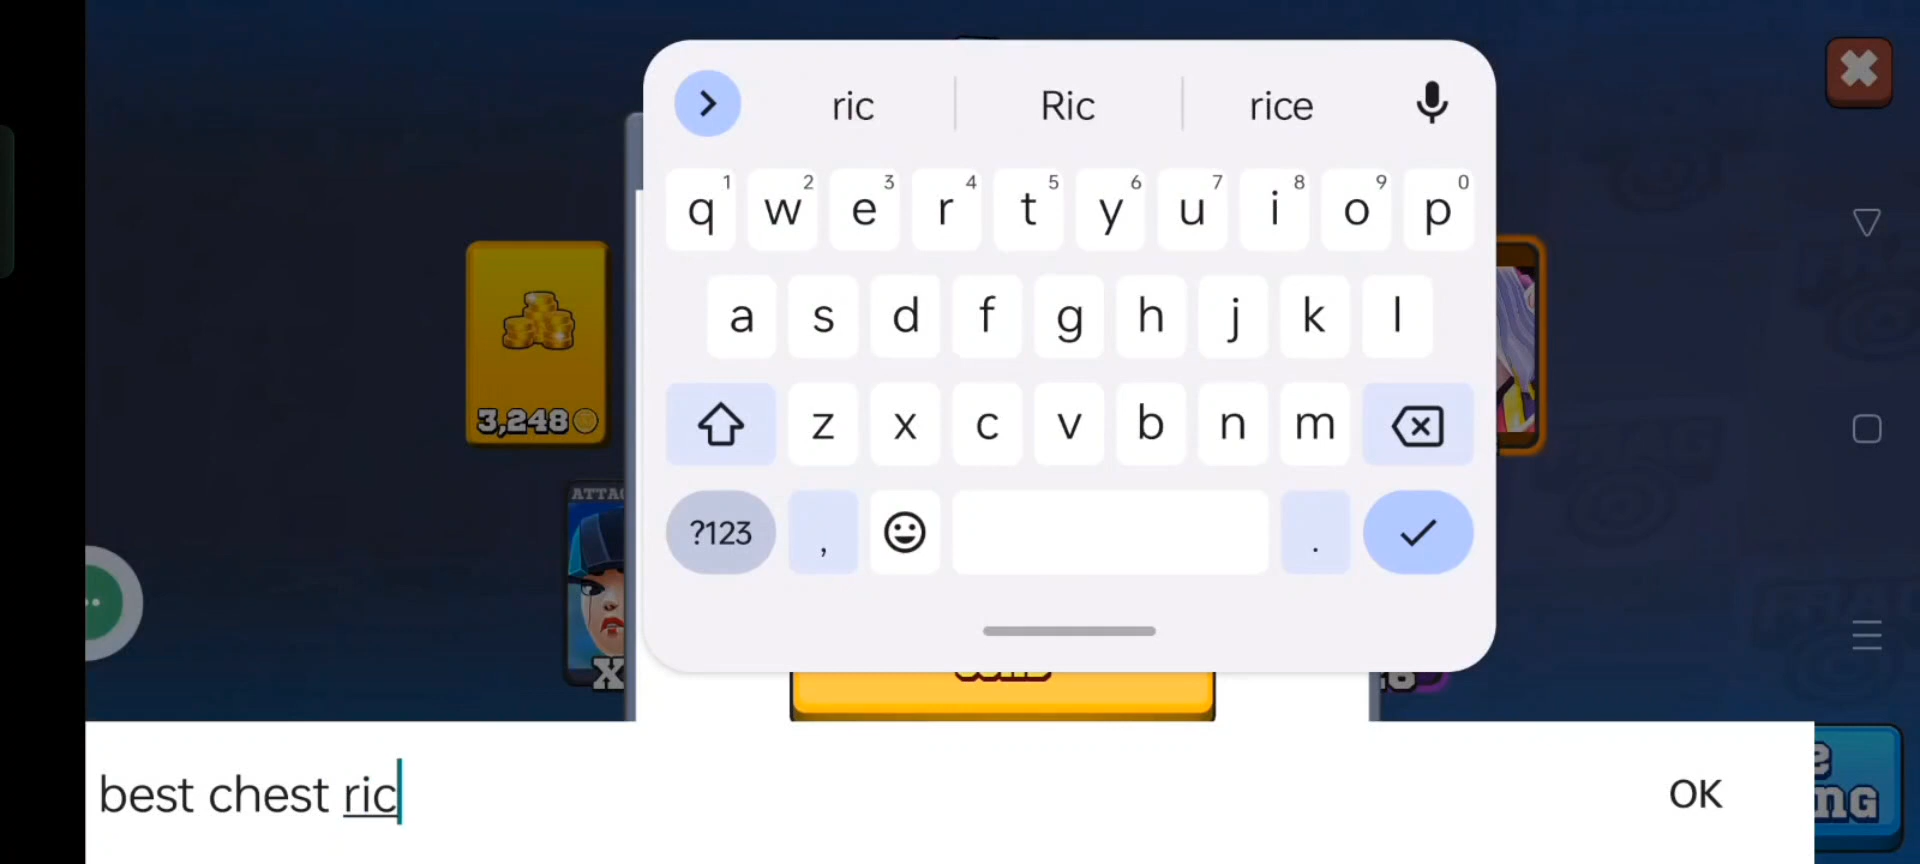 ric Ric rice
q 1 w 2 e 3 r 4 t 5 y 6 u 7 i 8 o 9 p 0
a s d f g h j k l
3,248
z x c v b n m
ATTAC
?123 , .
X
best chest ric
OK